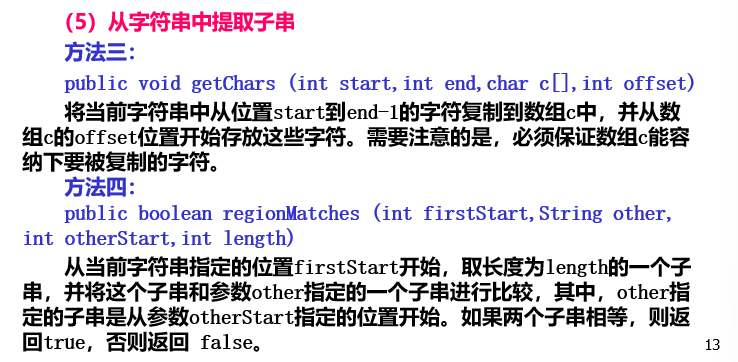 （5）从字符串中提取子串
方法三：
public void getChars (int start,int end,char c[],int offset)
将当前字符串中从位置start到end-1的字符复制到数组c中，并从数
组c的offset位置开始存放这些字符。需要注意的是，必须保证数组c能容
纳下要被复制的字符。
方法四：
public boolean regionMatches (int firstStart,String other,
int otherStart,int length)
从当前字符串指定的位置firstStart开始，取长度为length的一个子
串，并将这个子串和参数other指定的一个子串进行比较，其中，other指
定的子串是从参数otherStart指定的位置开始。如果两个子串相等，则返
回true，否则返回 false。
13